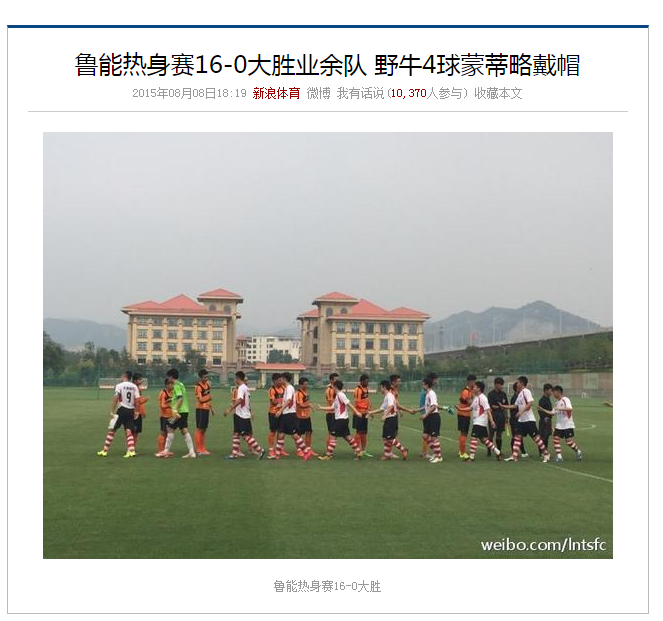 鲁能热身赛16-0大胜业余队 野牛4球蒙蒂略戴帽
2015年08月08日18:19 新浪体育 微博 我有话说(10,370人参与) 收藏本文
9
weibo.com/lntsfc
鲁能热身赛16-0大胜